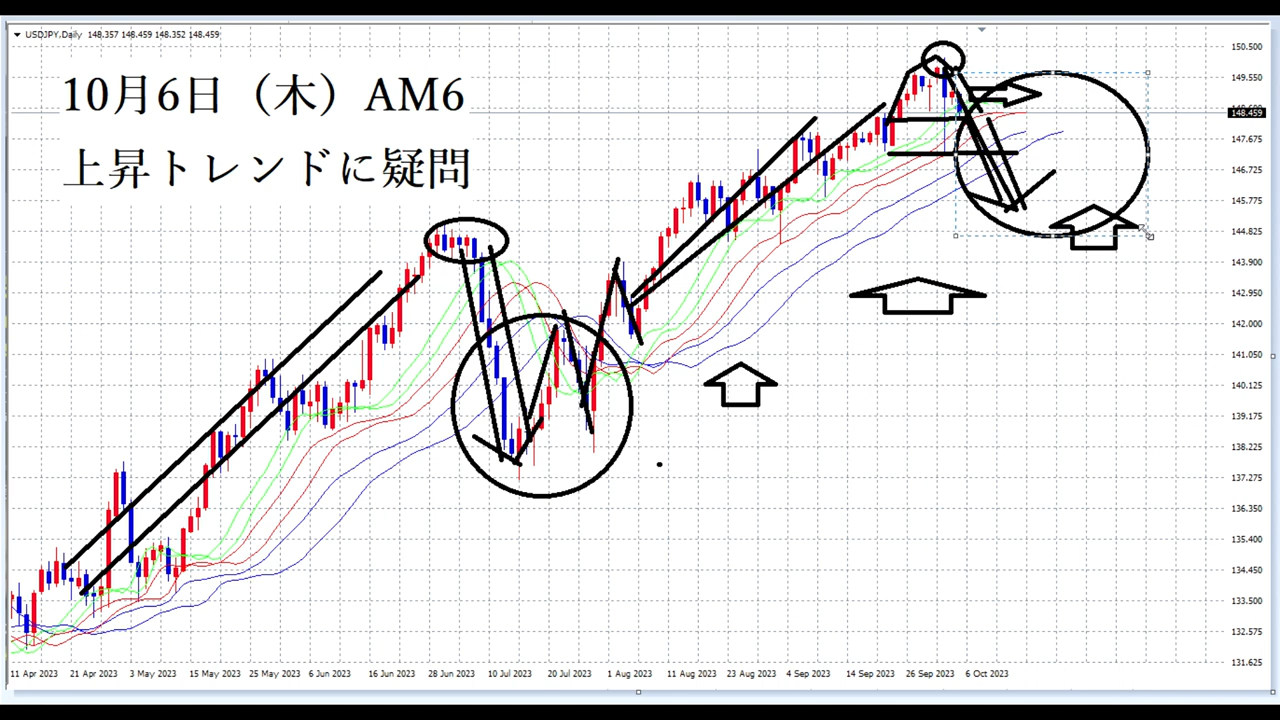 USDJPY,Daily 148.357 148.459 148.352 148.459
10月6日（木）AM6
上昇トレンドに疑問
150.500
149.550
148.459
147.675
146.725
145.775
144.825
143.900
142.950
142.000
141.050
140.125
139.175
138.225
137.275
136.350
135.400
134.450
133.500
132.575
131.625
11 Apr 2023
21 Apr 2023
3 May 2023
15 May 2023
25 May 2023
6 Jun 2023
16 Jun 2023
28 Jun 2023
10 Jul 2023
20 Jul 2023
1 Aug 2023
11 Aug 2023
23 Aug 2023
4 Sep 2023
14 Sep 2023
26 Sep 2023
6 Oct 2023